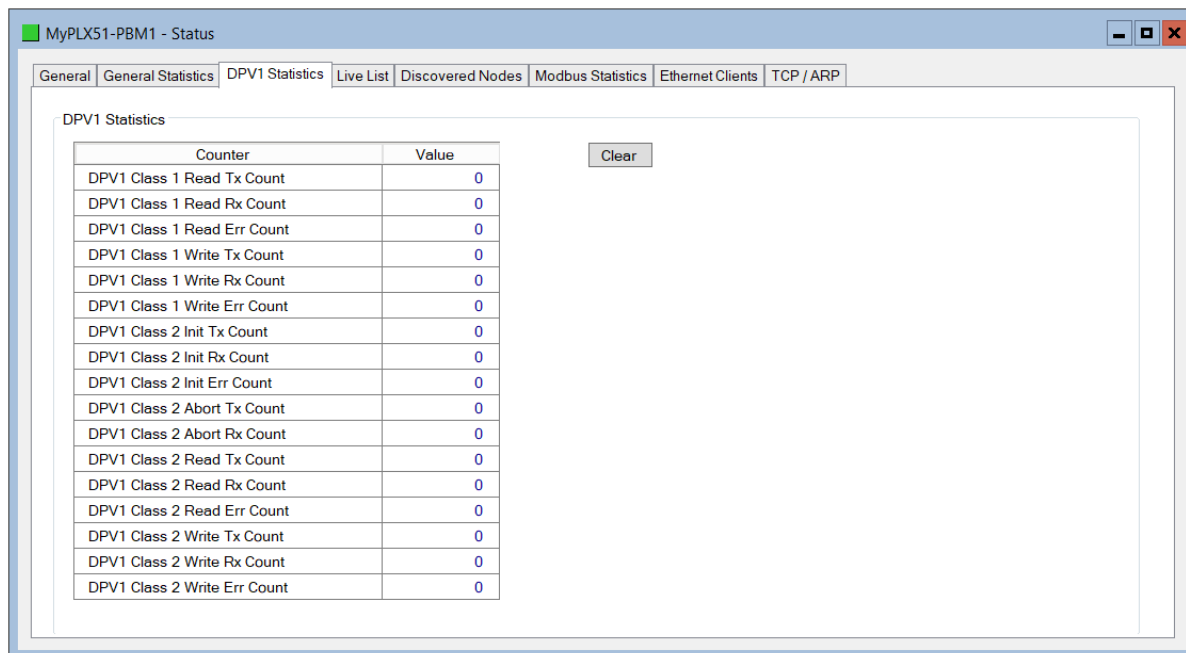 MyPLX51-PBM1 - Status
General General Statistics DPV1 Statistics Live List Discovered Nodes Modbus Statistics Ethernet Clients TCP / ARP
DPV1 Statistics
Counter Value Clear
DPV1 Class 1 Read Tx Count 0
DPV1 Class 1 Read Rx Count 0
DPV1 Class 1 Read Err Count 0
DPV1 Class 1 Write Tx Count 0
DPV1 Class 1 Write Rx Count 0
DPV1 Class 1 Write Err Count 0
DPV1 Class 2 Init Tx Count 0
DPV1 Class 2 Init Rx Count 0
DPV1 Class 2 Init Err Count 0
DPV1 Class 2 Abort Tx Count 0
DPV1 Class 2 Abort Rx Count 0
DPV1 Class 2 Read Tx Count 0
DPV1 Class 2 Read Rx Count 0
DPV1 Class 2 Read Err Count 0
DPV1 Class 2 Write Tx Count 0
DPV1 Class 2 Write Rx Count 0
DPV1 Class 2 Write Err Count 0